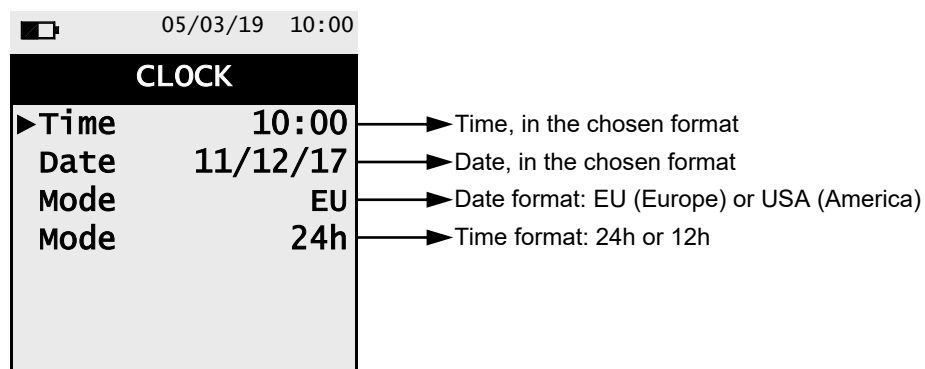 05/03/19 10:00
CLOCK
Time 10:00 Time, in the chosen format
Date 11/12/17 Date, in the chosen format
Mode EU Date format: EU (Europe) or USA (America)
Mode 24h Time format: 24h or 12h